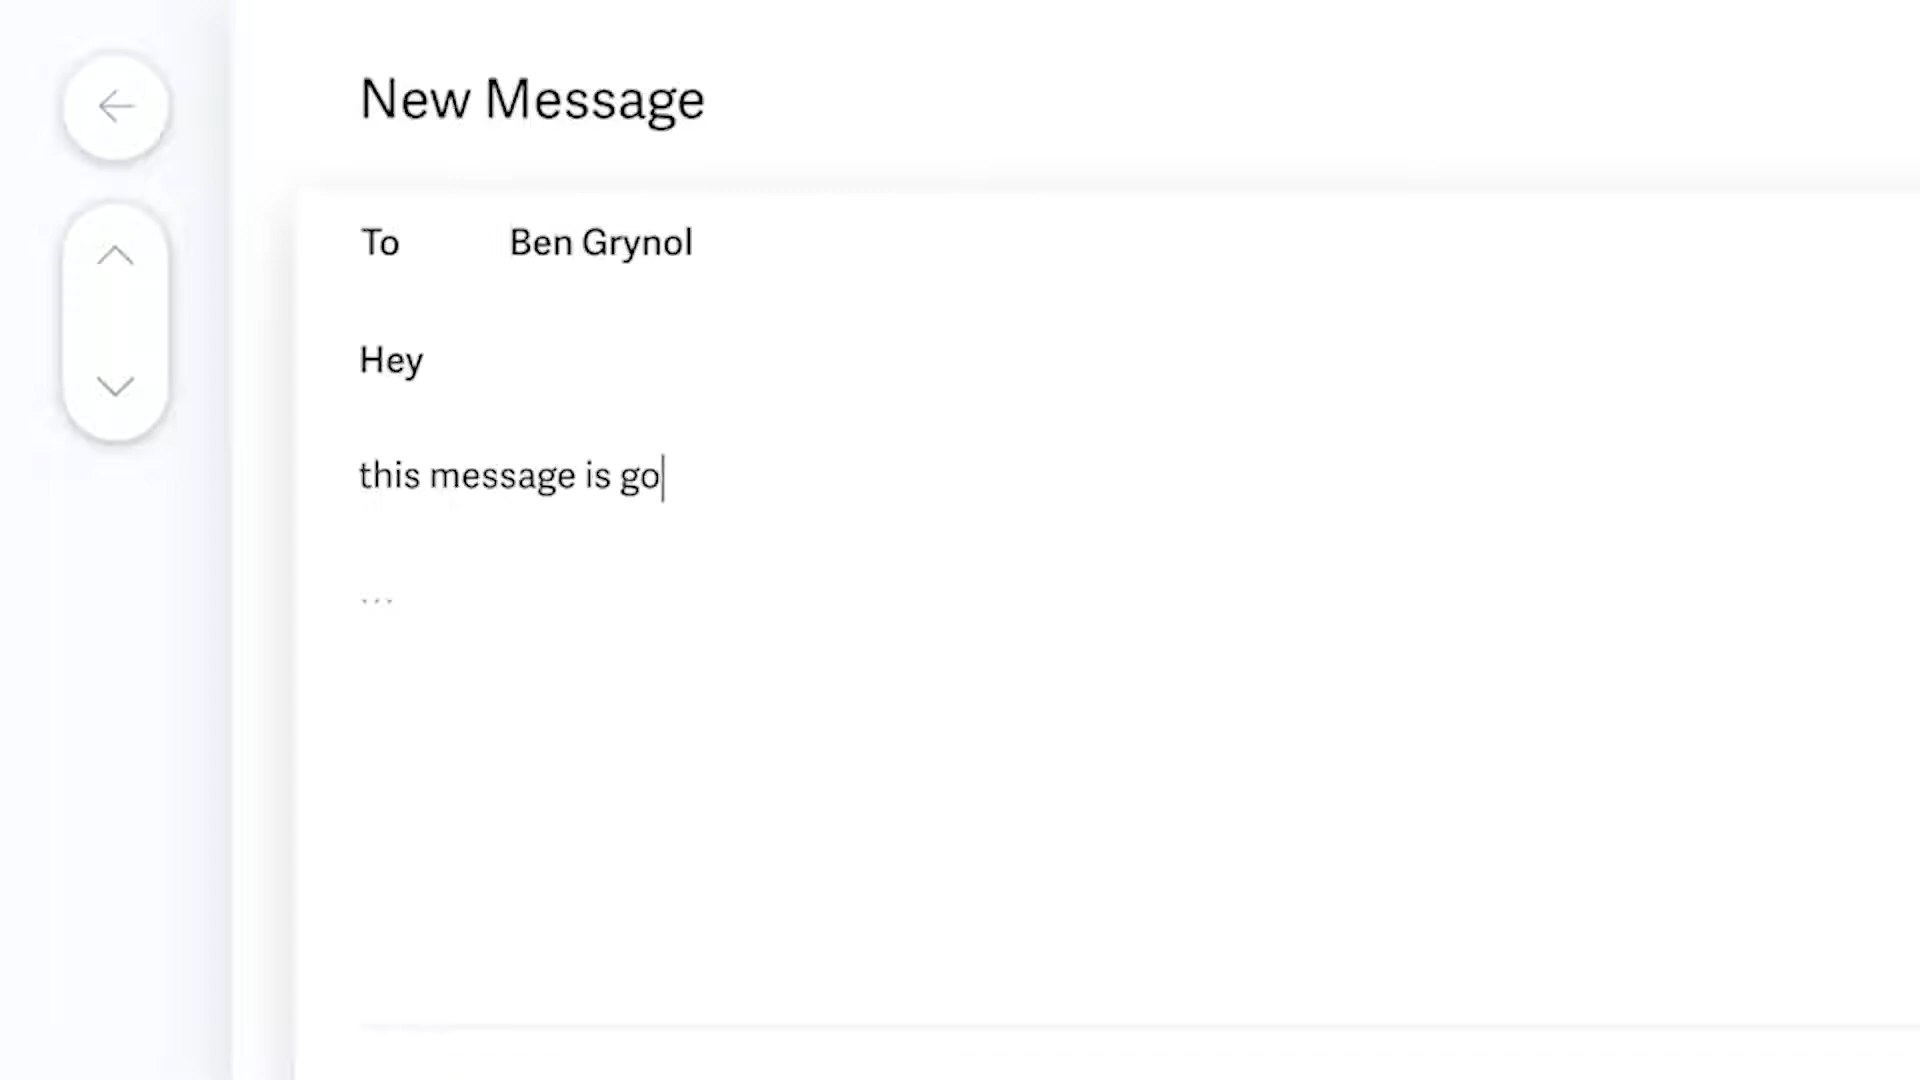 New Message
To Ben Grynol
Hey
this message is go
...